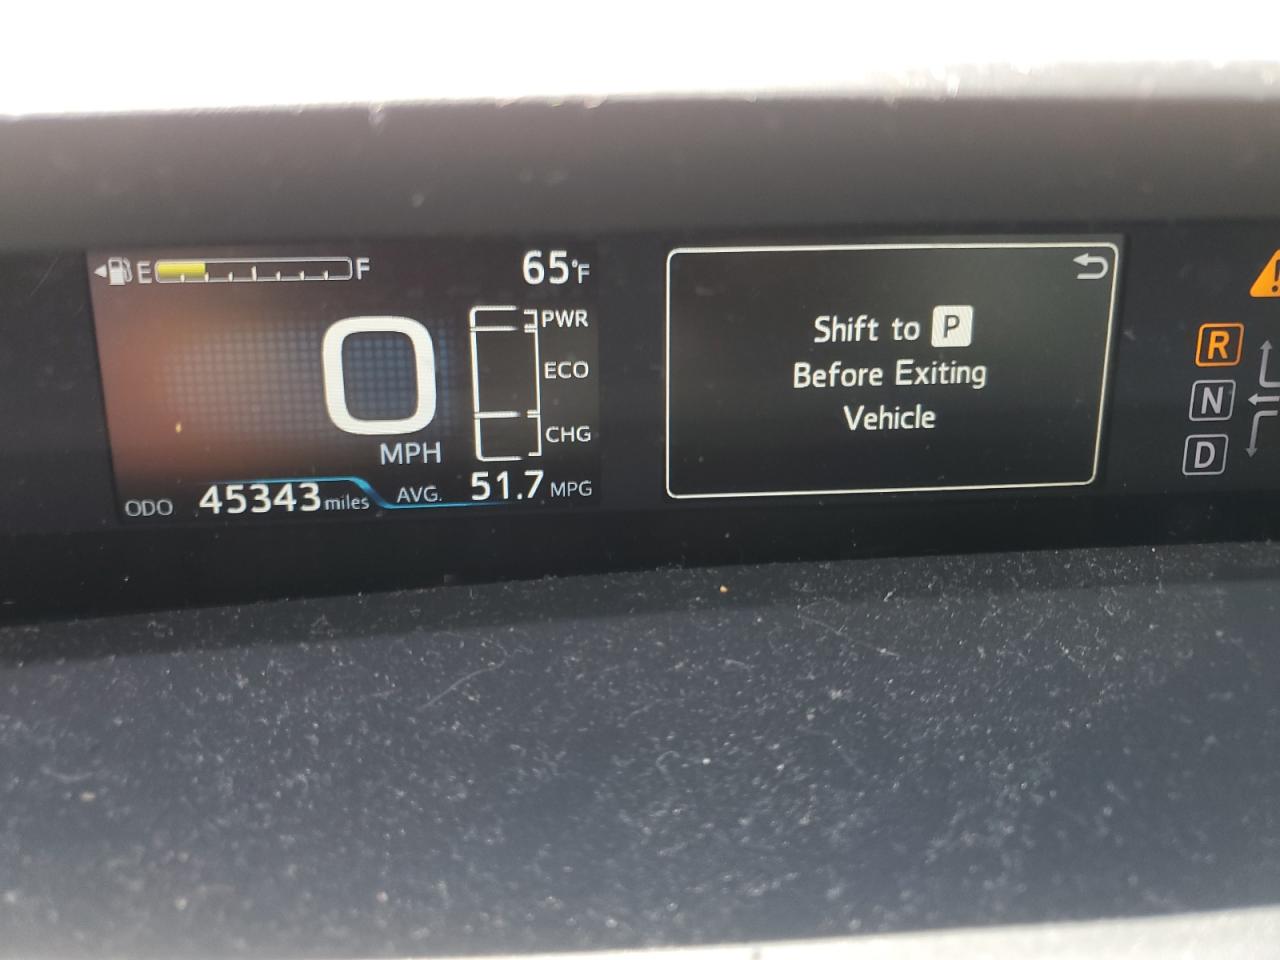 E F 65°F
0
MPH
PWR
ECO
CHG
ODO 45343 miles AVG. 51.7 MPG
Shift to P
Before Exiting
Vehicle
!
R
N
D